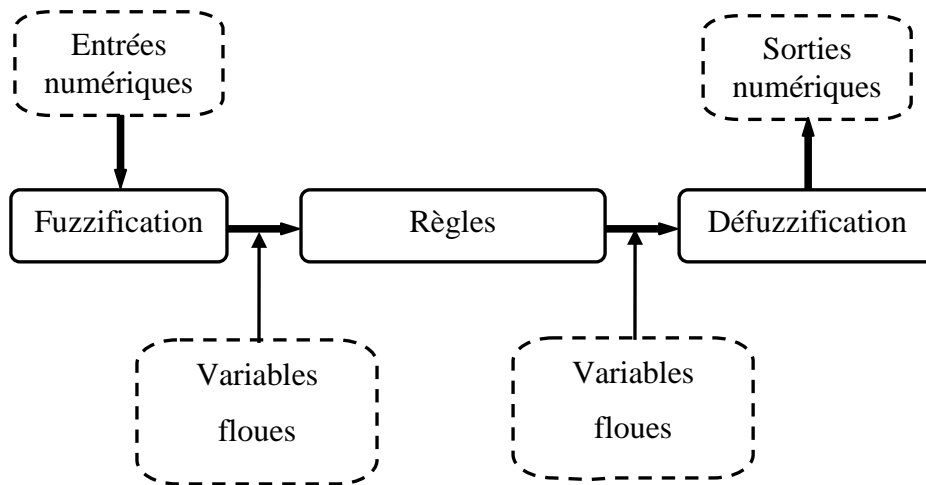 Entrées
numériques
Sorties
numériques
Fuzzification
Règles
Défuzzification
Variables
floues
Variables
floues